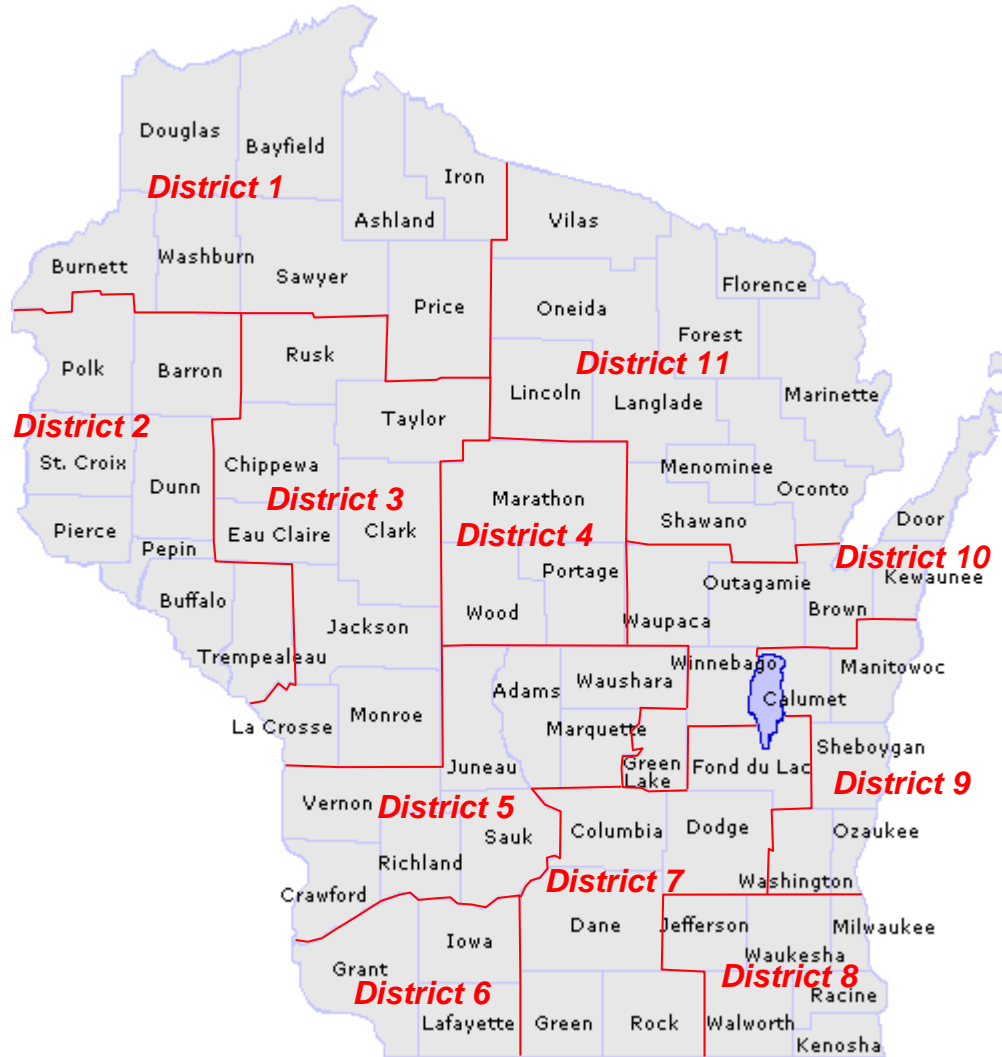 Douglas
Bayfield
Iron
District 1
Ashland
Vilas
Washburn
Burnett
Sawyer
Florence
Price
Oneida
Forest
Rusk
District 11
Polk
Barron
Lincoln
Marinette
Langlade
Taylor
District 2
St. Croix
Chippewa
Menominee
Dunn
District 3
Marathon
Oconto
Pierce
Eau Claire
Clark
District 4
Shawano
Door
Pepin
Portage
District 10
Outagamie
Kewaunee
Buffalo
Wood
Brown
Jackson
Waupaca
Trempealeau
Winnebago
Manitowoc
Adams
Waushara
Calumet
La Crosse
Monroe
Marquette
Sheboygan
Juneau
Green
Lake
Fond du Lac
District 9
Vernon
District 5
Sauk
Columbia
Dodge
Ozaukee
Richland
District 7
Washington
Crawford
Dane
Jefferson
Milwaukee
Iowa
Waukesha
Grant
District 6
District 8
Racine
Lafayette
Green
Rock
Walworth
Kenosha